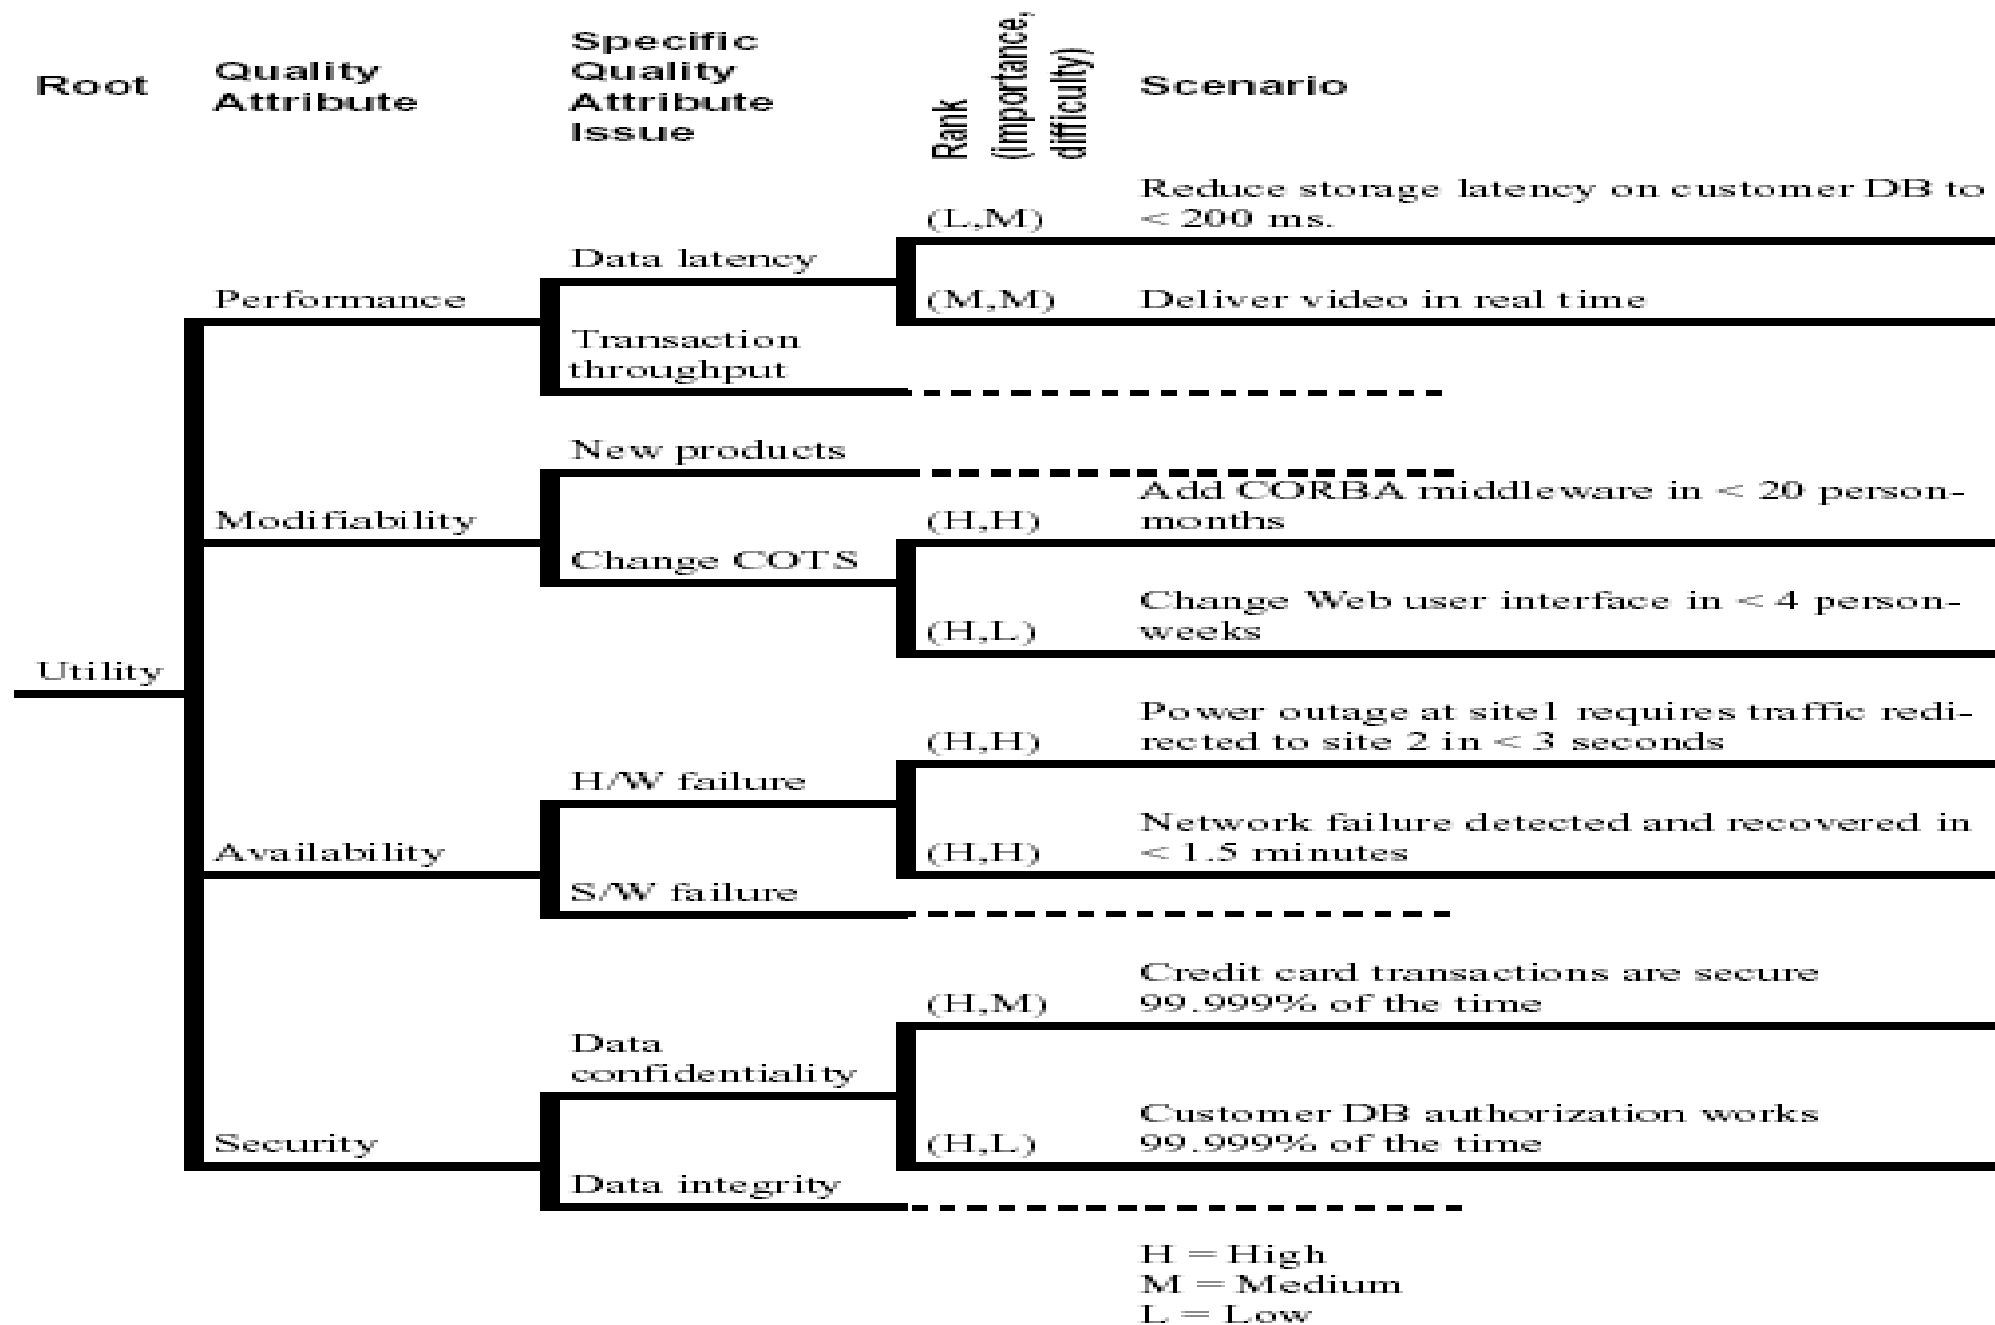 Root
Quality
Attribute
Specific
Quality
Attribute
Issue
Rank
(importance,
difficulty)
Scenario
Reduce storage latency on customer DB to
(L,M) < 200 ms.
Data latency
Performance
(M,M) Deliver video in real time
Transaction
throughput
New products
Add CORBA middleware in < 20 person-
Modifiability
(H,H) months
Change COTS
Change Web user interface in < 4 person-
(H,L) weeks
Utility
Power outage at site1 requires traffic redi-
(H,H) rected to site 2 in < 3 seconds
H/W failure
Network failure detected and recovered in
Availability
(H,H) < 1.5 minutes
S/W failure
Credit card transactions are secure
(H,M) 99.999% of the time
Data
confidentiality
Customer DB authorization works
Security
(H,L) 99.999% of the time
Data integrity
H = High
M = Medium
L = Low